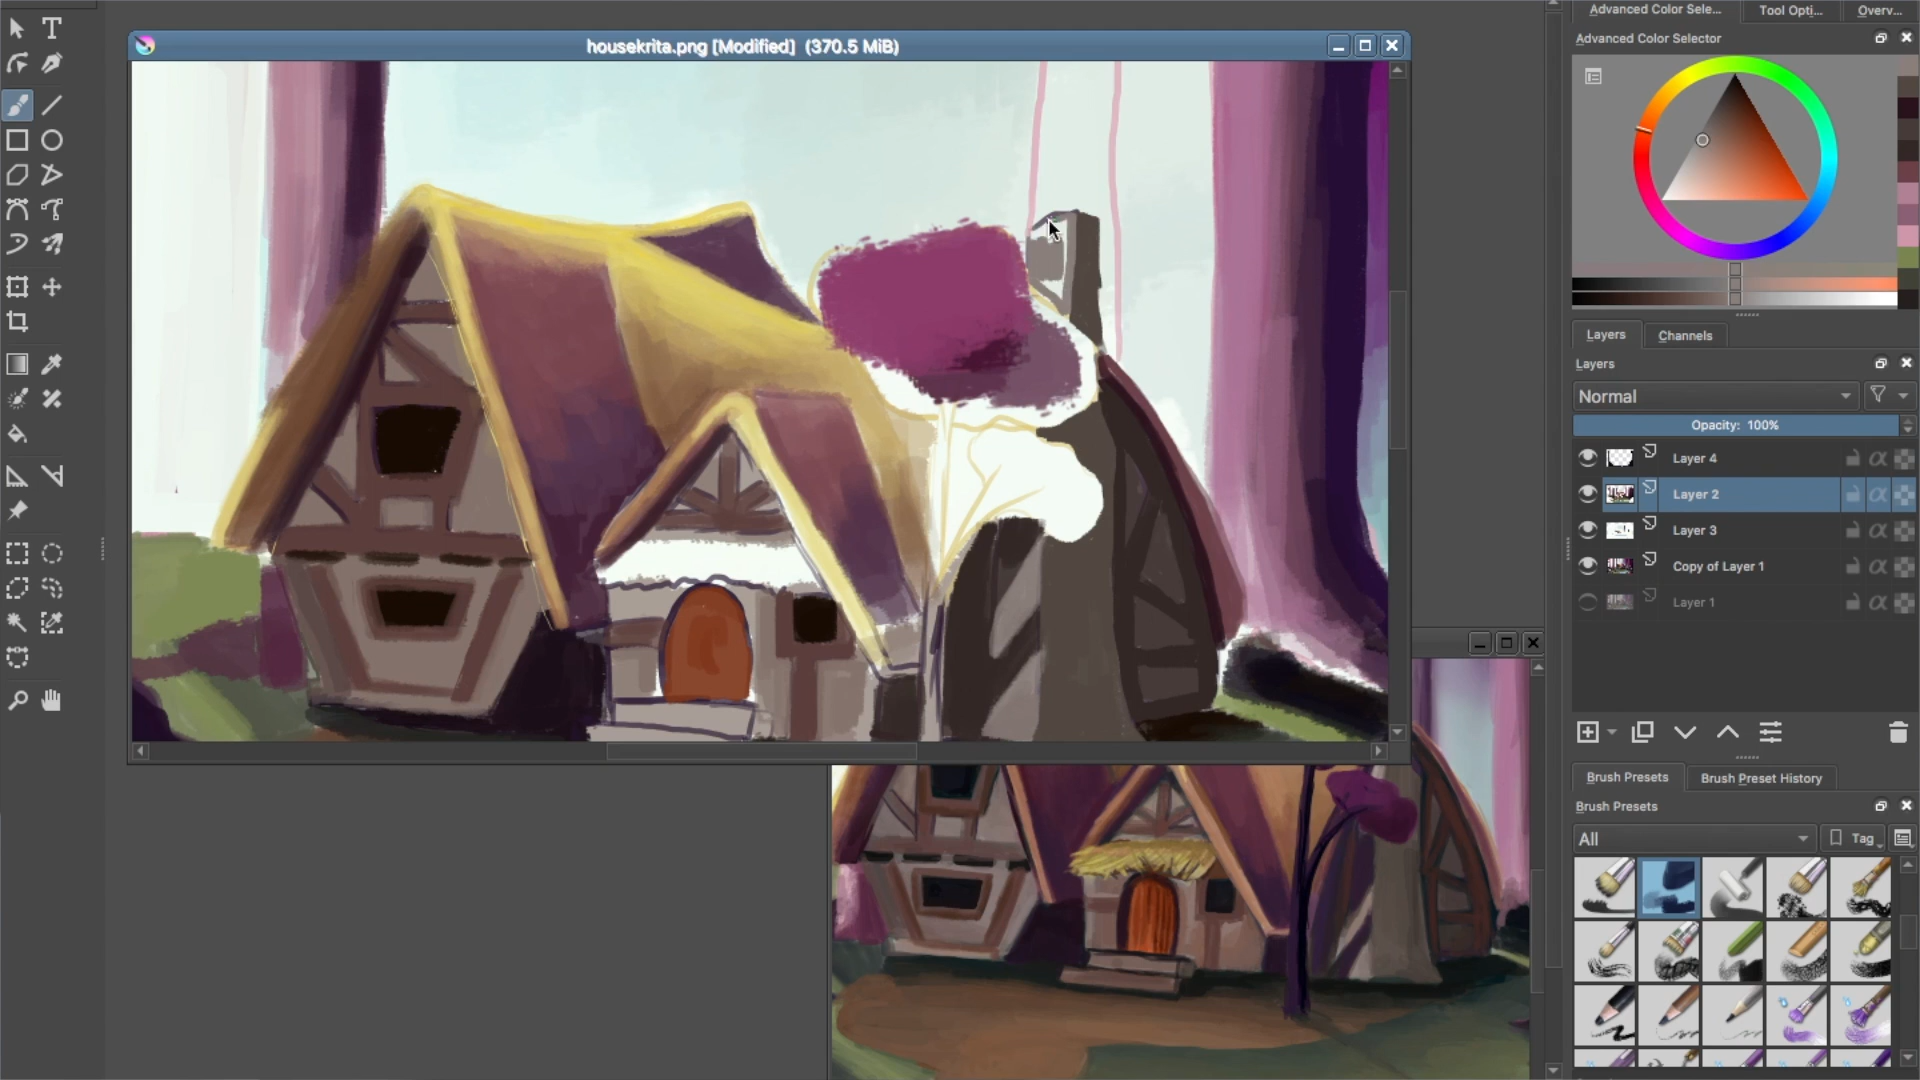 Advanced Color Sele...
Tool Opti...
Overv...
Advanced Color Selector
housekrita.png [Modified]  (370.5 MiB)
Layers
Channels
Layers
Normal
Opacity:  100%
Layer 4
Layer 2
Layer 3
Copy of Layer 1
Layer 1
Brush Presets
Brush Preset History
Brush Presets
All
Tag